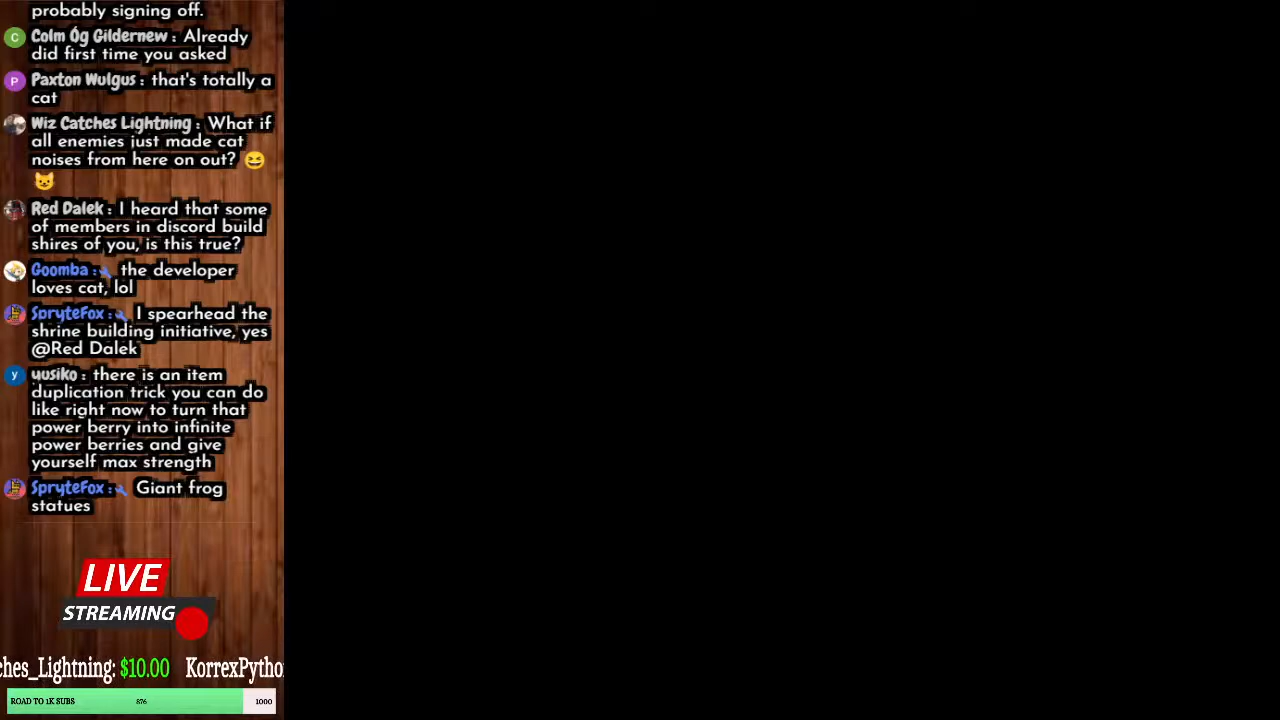 probably signing off.
Colm Óg Gildernew : Already
did first time you asked
P Paxton Wulgus : that's totally a
cat
Wiz Catches Lightning : What if
all enemies just made cat
noises from here on out? 😆
😺
Red Dalek : I heard that some
of members in discord build
shires of you, is this true?
Goomba : the developer
loves cat, lol
SpryteFox : I spearhead the
shrine building initiative, yes
@Red Dalek
y yusiko : there is an item
duplication trick you can do
like right now to turn that
power berry into infinite
power berries and give
yourself max strength
SpryteFox : Giant frog
statues
LIVE
STREAMING
ches_Lightning: $10.00 KorrexPytho
ROAD TO 1K SUBS 876 1000